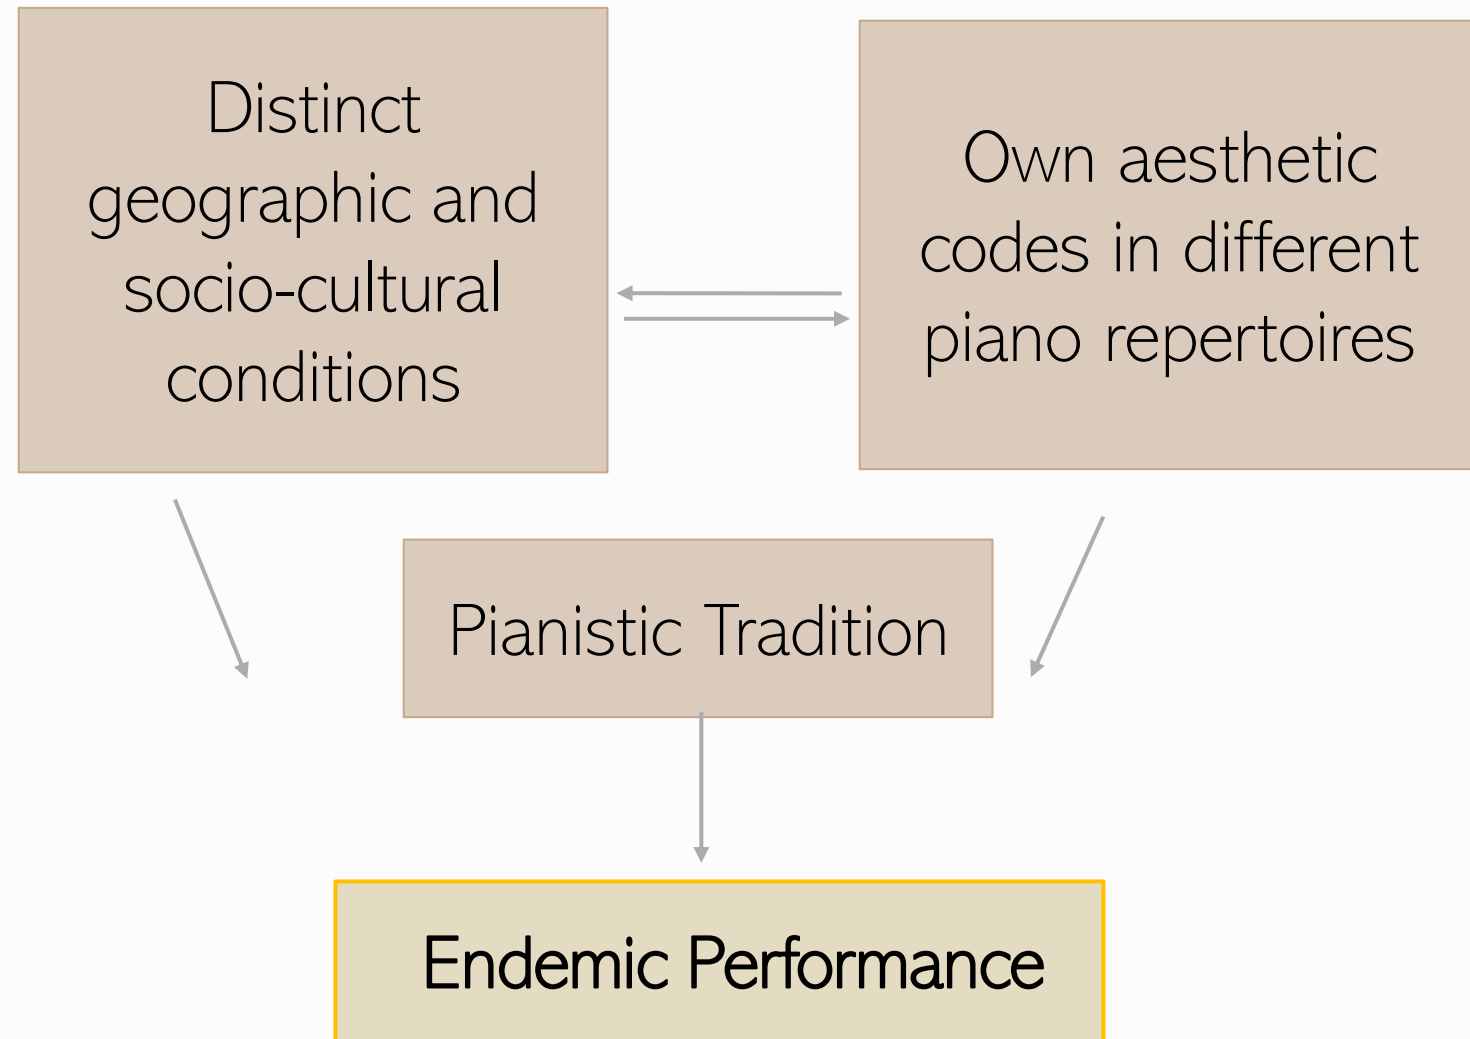 Distinct
geographic and
socio-cultural
conditions
Own aesthetic
codes in different
piano repertoires
Pianistic Tradition
Endemic Performance